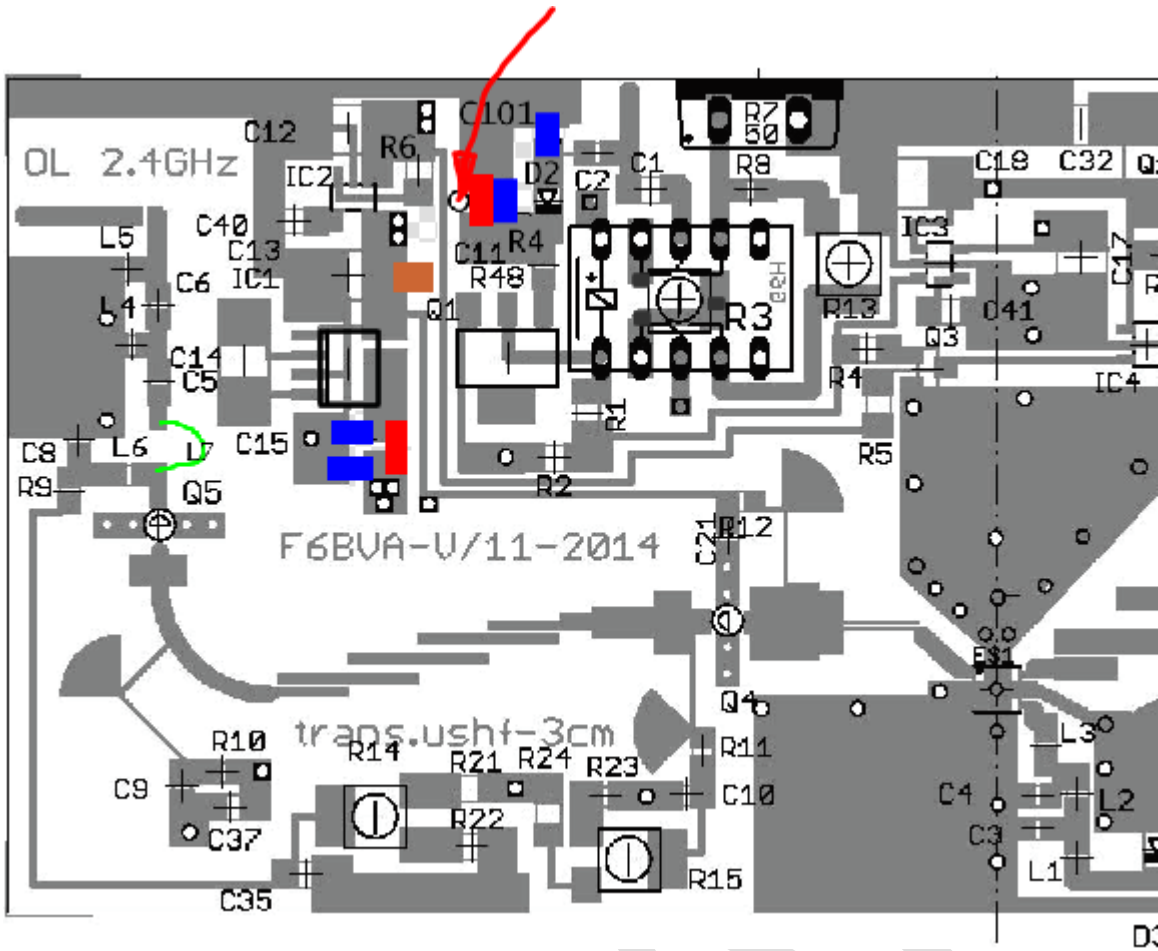 C101
R7
50
C12
R6
OL 2.4GHz
IC2
D2
C7
C1
R8
C18
C32
C40
L5
C13
C11
R4
IC3
C17
IC1
R48
C6
L4
Q1
R3
R13
C41
Q3
C14
C5
R4
IC4
R1
C15
C8
L6
L7
R5
R9
Q5
R2
C21
R12
F6BVA-V/11-2014
F$1
Q4
trans.ushf-3cm
R10
R14
R21
R24
R23
R11
L3
C9
C10
C4
L2
C37
R22
C3
R15
L1
C35